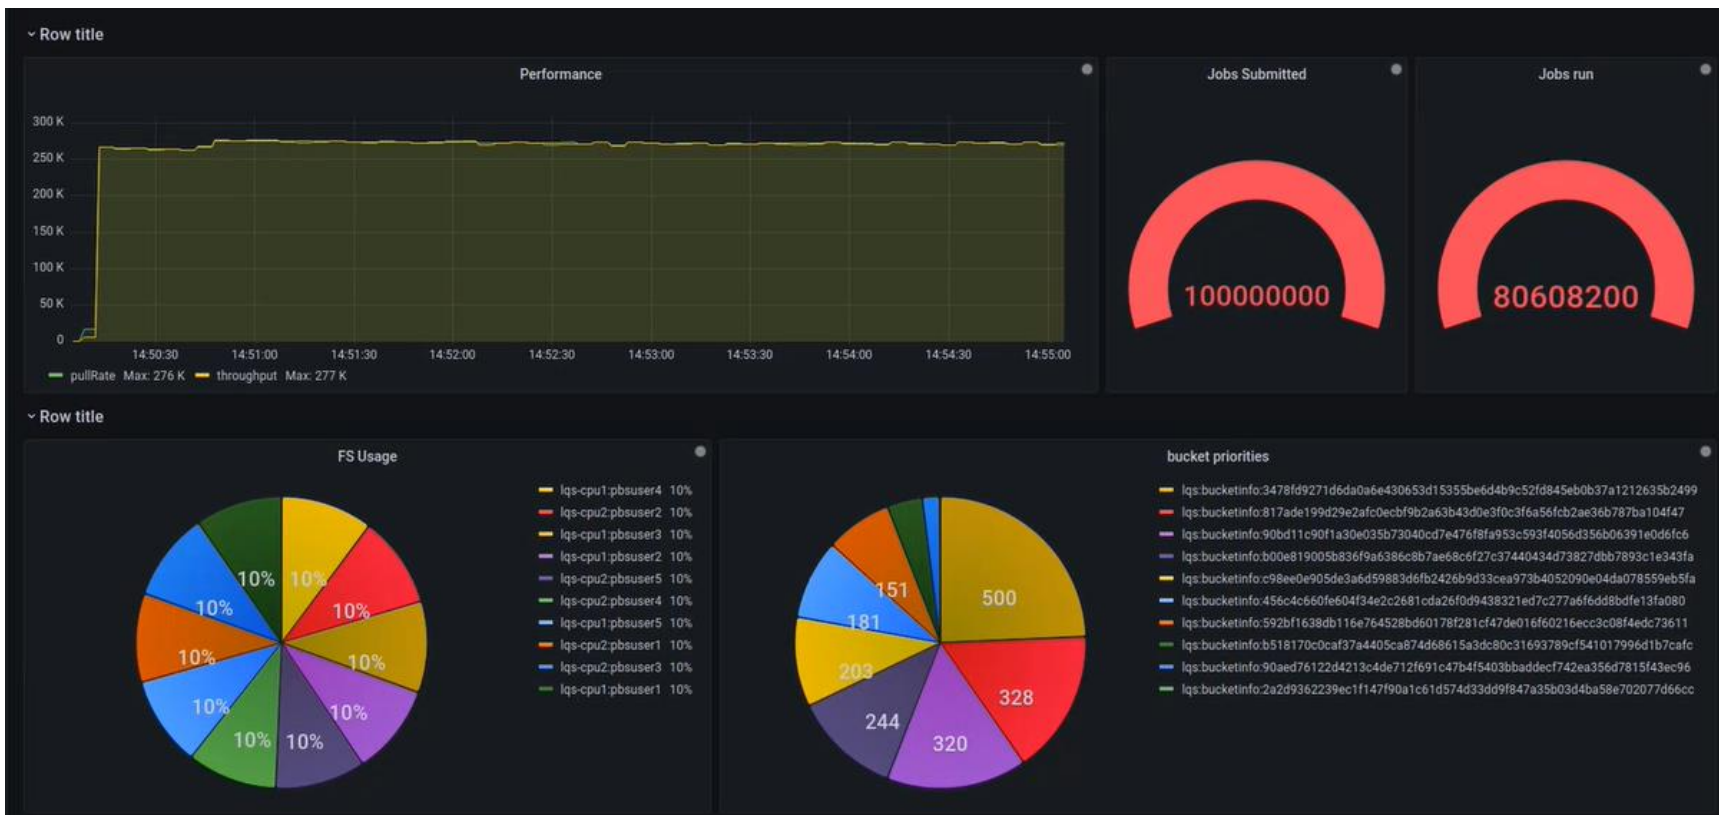 Row title
Performance
Jobs Submitted
Jobs run
300 K
250 K
200 K
150 K
100 K
50 K
0
14:50:30 14:51:00 14:51:30 14:52:00 14:52:30 14:53:00 14:53:30 14:54:00 14:54:30 14:55:00
pullRate Max: 276 K throughput Max: 277 K
100000000
80608200
Row title
FS Usage
10%
10%
10%
10%
10%
10%
10%
10%
10%
10%
lqs-cpu1:pbsuser4 10%
lqs-cpu2:pbsuser2 10%
lqs-cpu1:pbsuser3 10%
lqs-cpu1:pbsuser2 10%
lqs-cpu2:pbsuser5 10%
lqs-cpu2:pbsuser4 10%
lqs-cpu1:pbsuser5 10%
lqs-cpu2:pbsuser1 10%
lqs-cpu2:pbsuser3 10%
lqs-cpu1:pbsuser1 10%
bucket priorities
500
328
320
244
203
181
151
lqs:bucketinfo:3478fd9271d6da0a6e430653d15355be6d4b9c52fd845eb0b37a1212635b2499
lqs:bucketinfo:817ade199d29e2afc0ecbf9b2a63b43d0e3f0c3f6a56fcb2ae36b787ba104f47
lqs:bucketinfo:90bd11c90f1a30e035b73040cd7e476f8fa953c593f4056d356b06391e0d6fc6
lqs:bucketinfo:b00e819005b836f9a6386c8b7ae68c6f27c37440434d73827dbb7893c1e343fa
lqs:bucketinfo:c98ee0e905de3a6d59883d6fb2426b9d33cea973b4052090e04da078559eb5fa
lqs:bucketinfo:456c4c660fe604f34e2c2681cda26f0d9438321ed7c277a6f6dd8bdfe13fa080
lqs:bucketinfo:592bf1638db116e764528bd60178f281cf47de016f60216ecc3c08f4edc73611
lqs:bucketinfo:b518170c0caf37a4405ca874d68615a3dc80c31693789cf541017996d1b7cafc
lqs:bucketinfo:90aed76122d4213c4de712f691c47b4f5403bbaddecf742ea356d7815f43ec96
lqs:bucketinfo:2a2d9362239ec1f147f90a1c61d574d33dd9f847a35b03d4ba58e702077d66cc